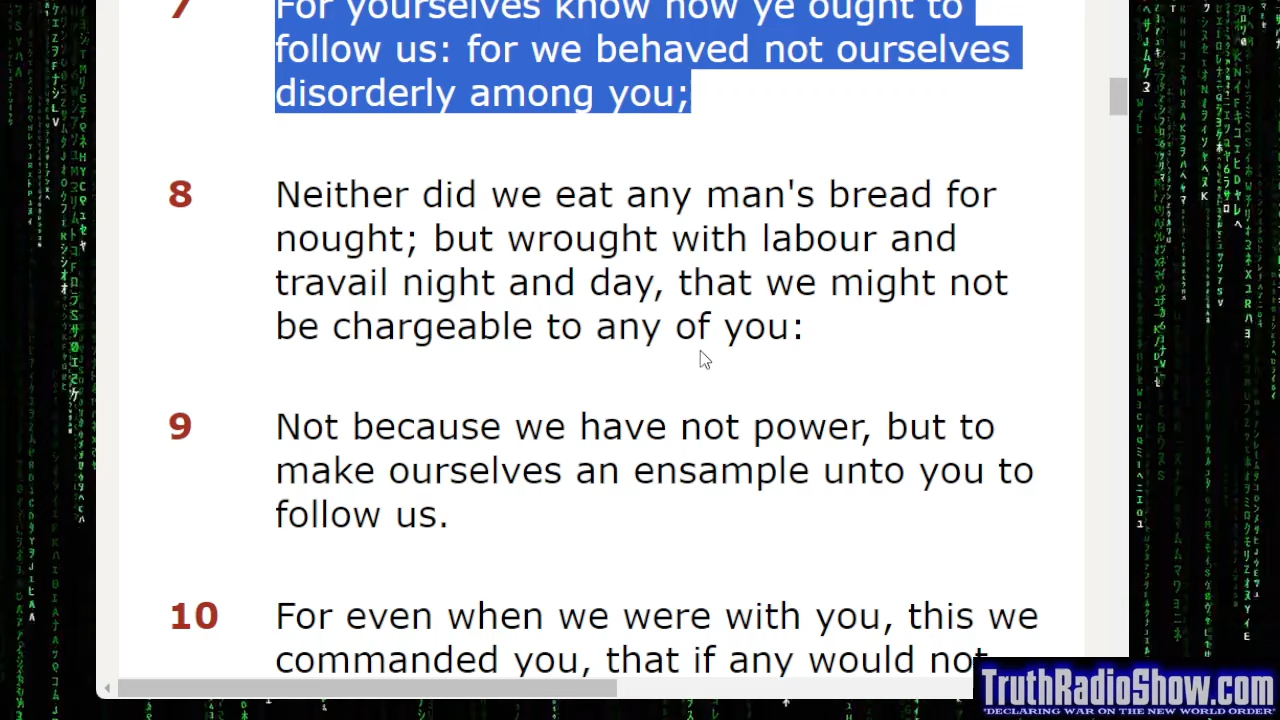 7 For yourselves know how ye ought to
follow us: for we behaved not ourselves
disorderly among you;
8 Neither did we eat any man's bread for
nought; but wrought with labour and
travail night and day, that we might not
be chargeable to any of you:
9 Not because we have not power, but to
make ourselves an ensample unto you to
follow us.
10 For even when we were with you, this we
commanded you, that if any would not
TruthRadioShow.com
"DECLARING WAR ON THE NEW WORLD ORDER"